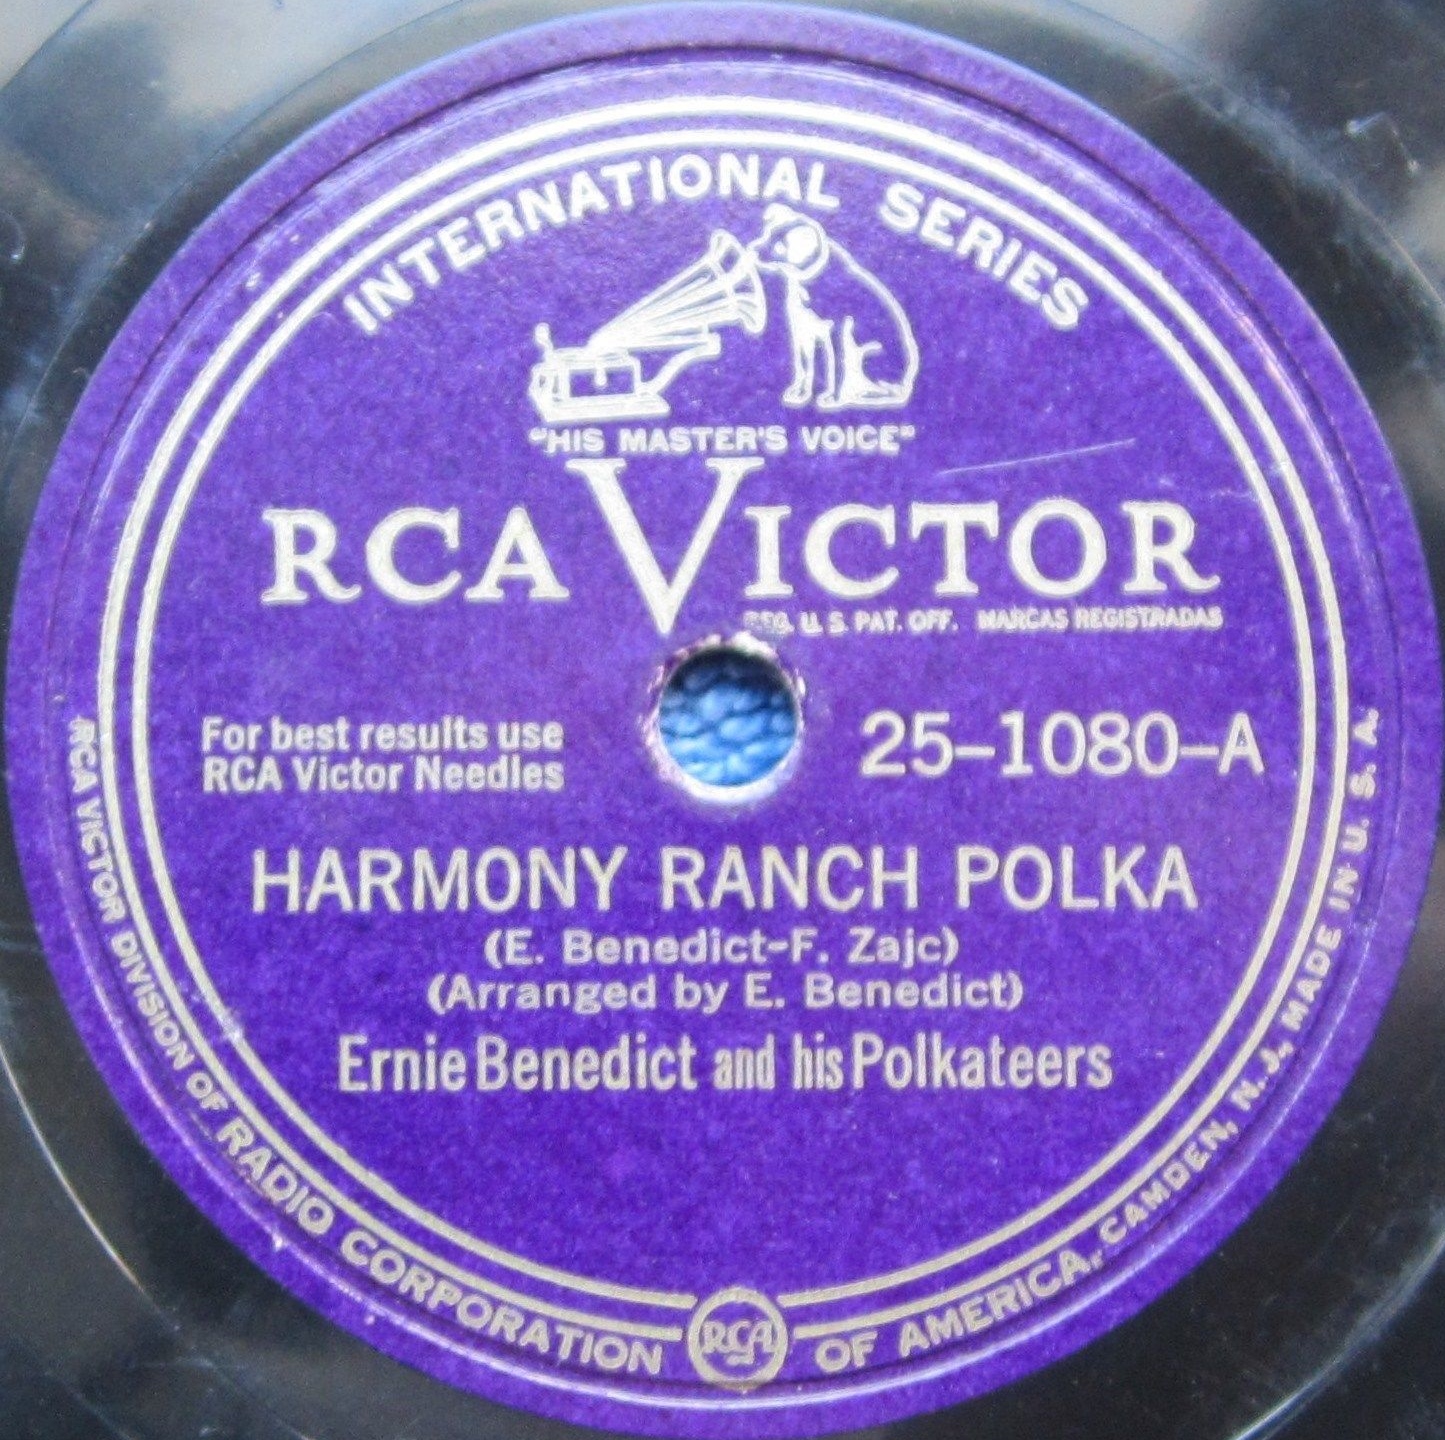 INTERNATIONAL SERIES
"HIS MASTER'S VOICE"
RCA VICTOR
REG. U. S. PAT. OFF. MARCAS REGISTRADAS
For best results use
RCA Victor Needles
25-1080-A
HARMONY RANCH POLKA
(E. Benedict-F. Zajc)
(Arranged by E. Benedict)
Ernie Benedict and his Polkateers
RCA VICTOR DIVISION OF RADIO CORPORATION OF AMERICA, CAMDEN, N. J., MADE IN U. S. A.
RCA